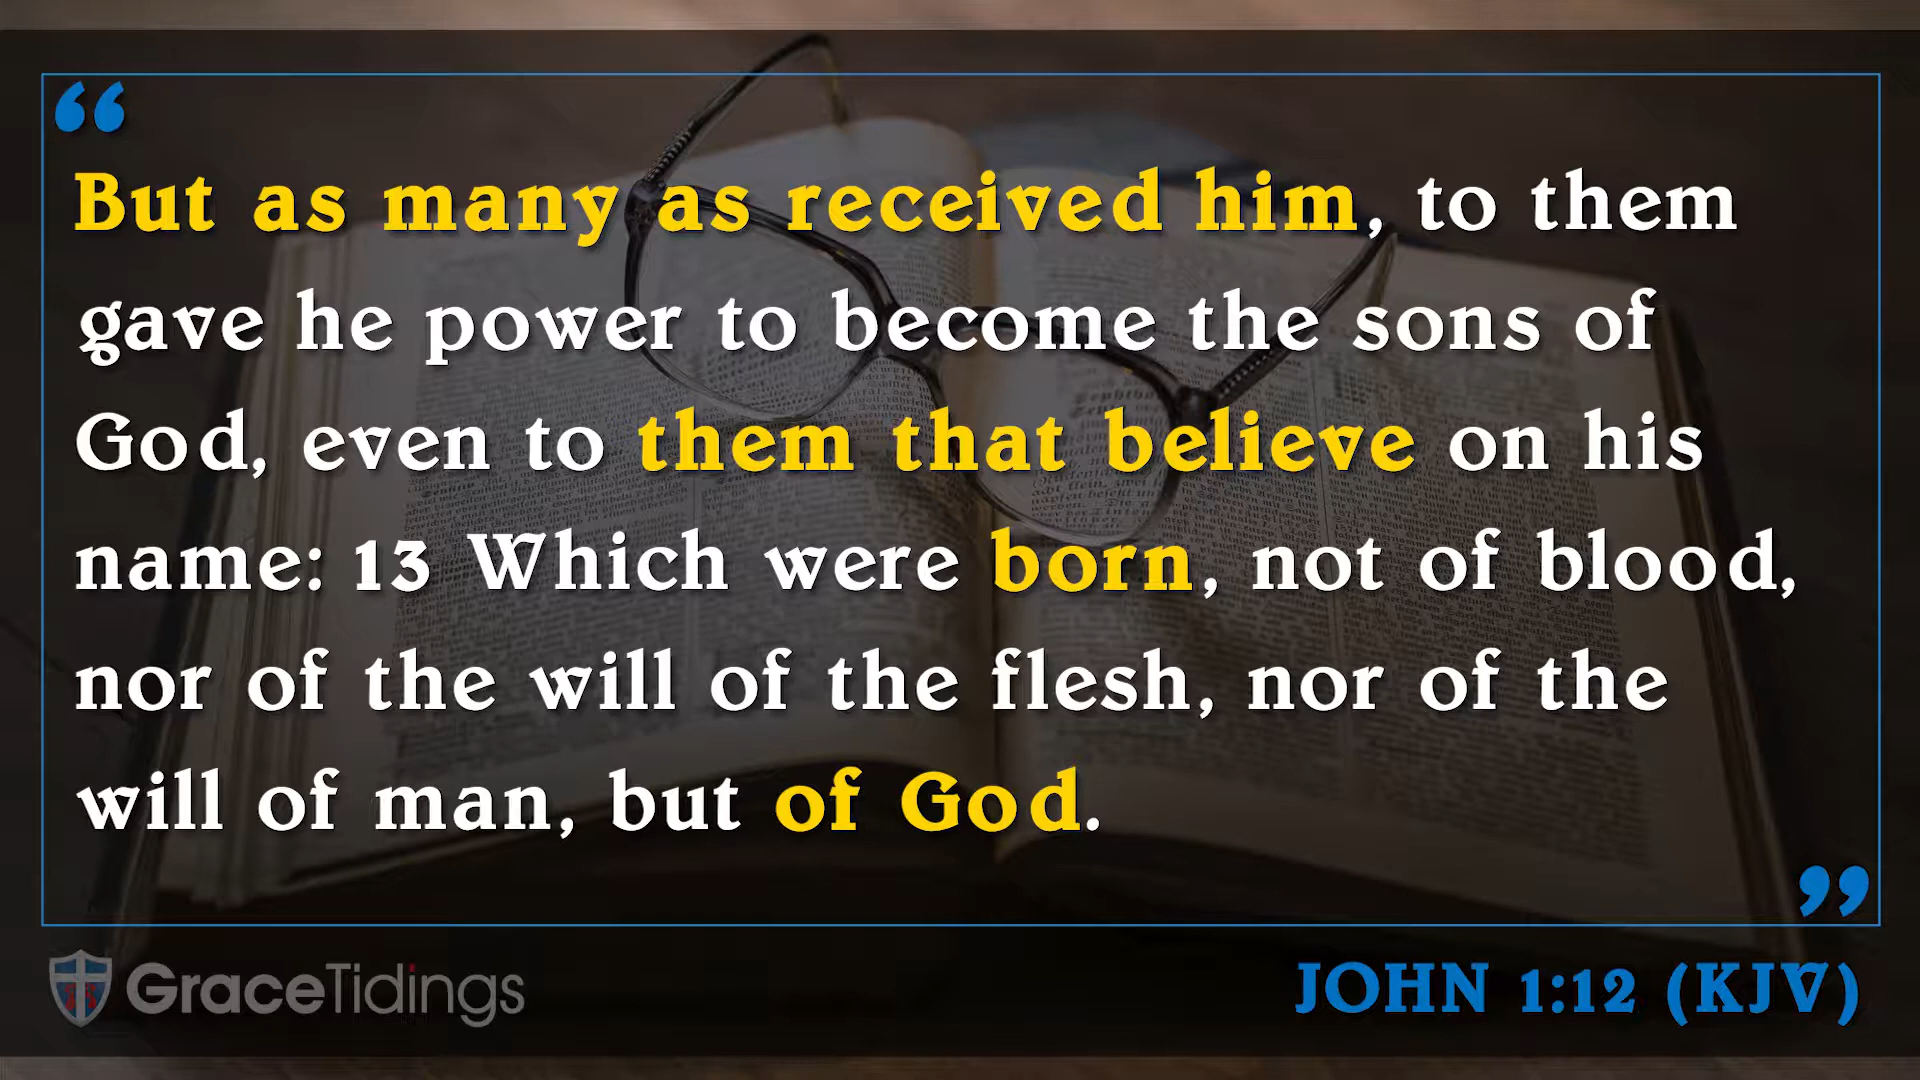 “
But as many as received him, to them
gave he power to become the sons of
God, even to them that believe on his
name: 13 Which were born, not of blood,
nor of the will of the flesh, nor of the
will of man, but of God.
”
GraceTidings
JOHN 1:12 (KJV)